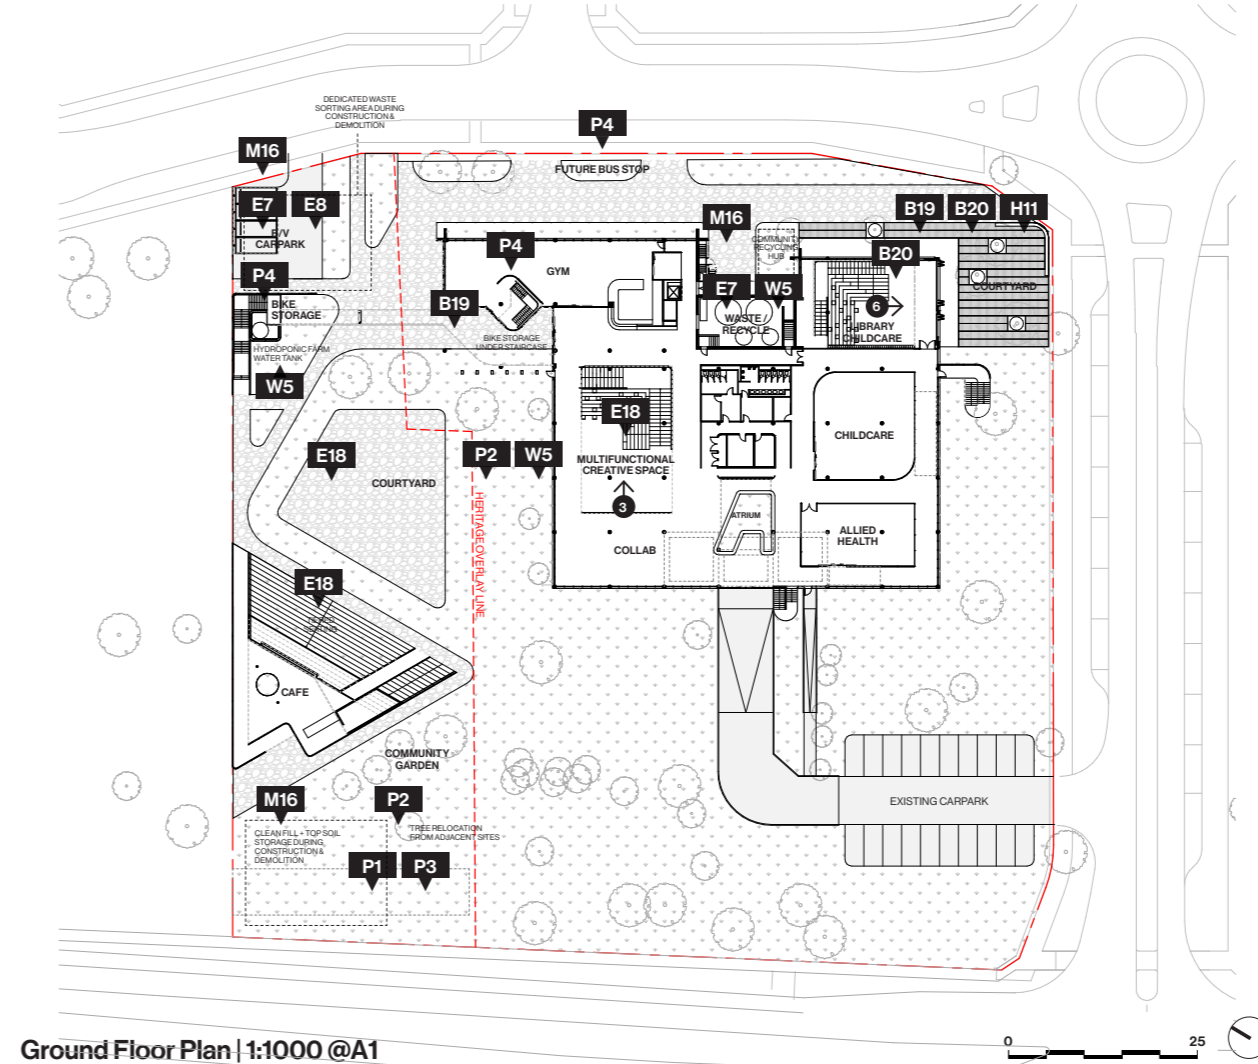 DEDICATED WASTE
SORTING AREA DURING
CONSTRUCTION &
DEMOLITION
P4
M16
FUTURE BUS STOP
E7
E8
E/V
CARPARK
M16
B19
B20
H11
COMMUNITY
RECYCLING
HUB
P4
GYM
B20
P4
BIKE
STORAGE
B19
E7
W5
COURTYARD
6
WASTE /
RECYCLE
LIBRARY
CHILDCARE
BIKE STORAGE
UNDER STAIRCASE
HYDROPONIC FARM
WATER TANK
W5
E18
CHILDCARE
E18
P2
W5
MULTIFUNCTIONAL
CREATIVE SPACE
COURTYARD
3
HERITAGE OVERLAY LINE
ATRIUM
ALLIED
HEALTH
COLLAB
E18
CAFE
COMMUNITY
GARDEN
M16
P2
EXISTING CARPARK
CLEAN FILL + TOP SOIL
STORAGE DURING
CONSTRUCTION &
DEMOLITION
TREE RELOCATION
FROM ADJACENT SITES
P1
P3
Ground Floor Plan | 1:1000 @A1
0
25